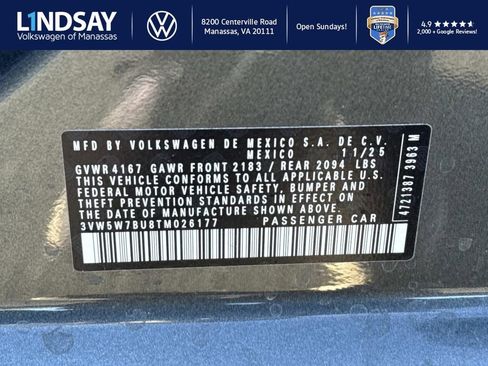 LINDSAY
Volkswagen of Manassas
8200 Centerville Road
Manassas, VA 20111
Open Sundays!
4.9 ★★★★★
2,000+ Google Reviews!
MFD BY VOLKSWAGEN DE MEXICO S.A. DE C.V.
MEXICO 11/25
GVWR 4167 GAWR FRONT 2183 / REAR 2094 LBS
THIS VEHICLE CONFORMS TO ALL APPLICABLE U.S.
FEDERAL MOTOR VEHICLE SAFETY, BUMPER AND
THEFT PREVENTION STANDARDS IN EFFECT ON THE
DATE OF MANUFACTURE SHOWN ABOVE.
3VW5W7BU8TM026177 PASSENGER CAR
4721387 3963 M